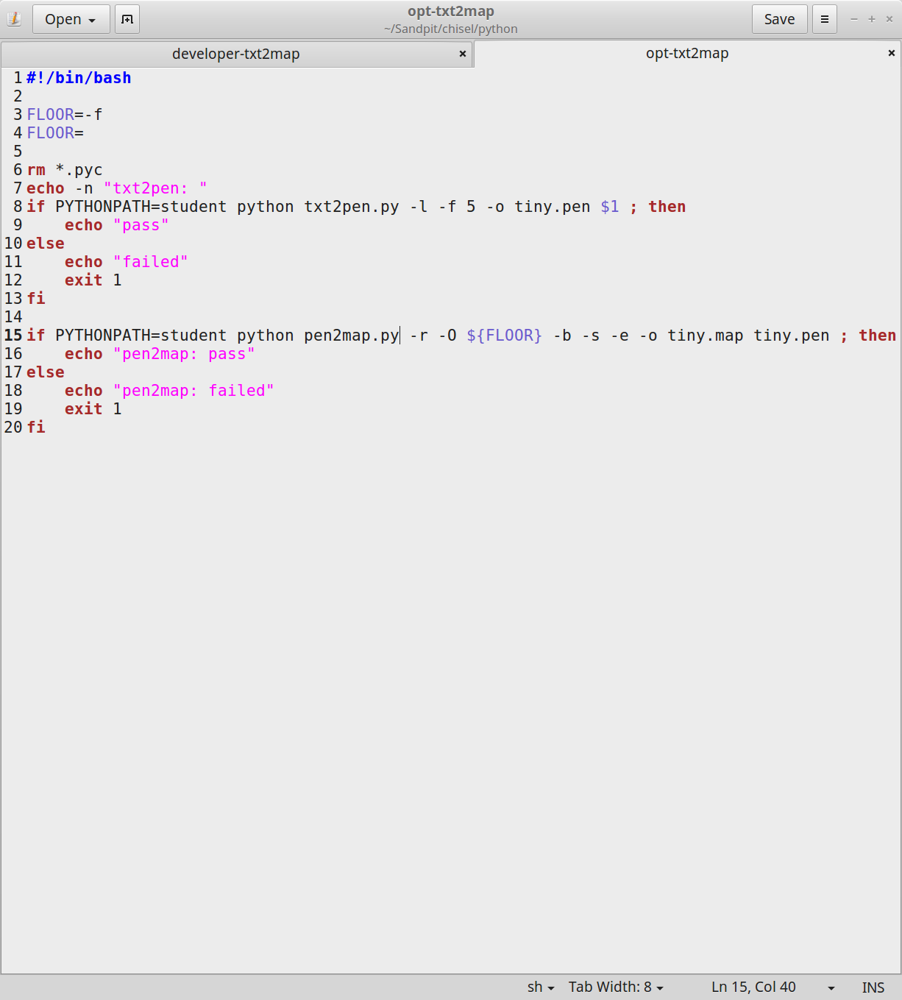 Open
opt-txt2map
~/Sandpit/chisel/python
Save
developer-txt2map
opt-txt2map
1 #!/bin/bash
2
3 FLOOR=-f
4 FLOOR=
5
6 rm *.pyc
7 echo -n "txt2pen: "
8 if PYTHONPATH=student python txt2pen.py -l -f 5 -o tiny.pen $1 ; then
9     echo "pass"
10 else
11     echo "failed"
12     exit 1
13 fi
14
15 if PYTHONPATH=student python pen2map.py -r -O ${FLOOR} -b -s -e -o tiny.map tiny.pen ; then
16     echo "pen2map: pass"
17 else
18     echo "pen2map: failed"
19     exit 1
20 fi
sh Tab Width: 8 Ln 15, Col 40 INS